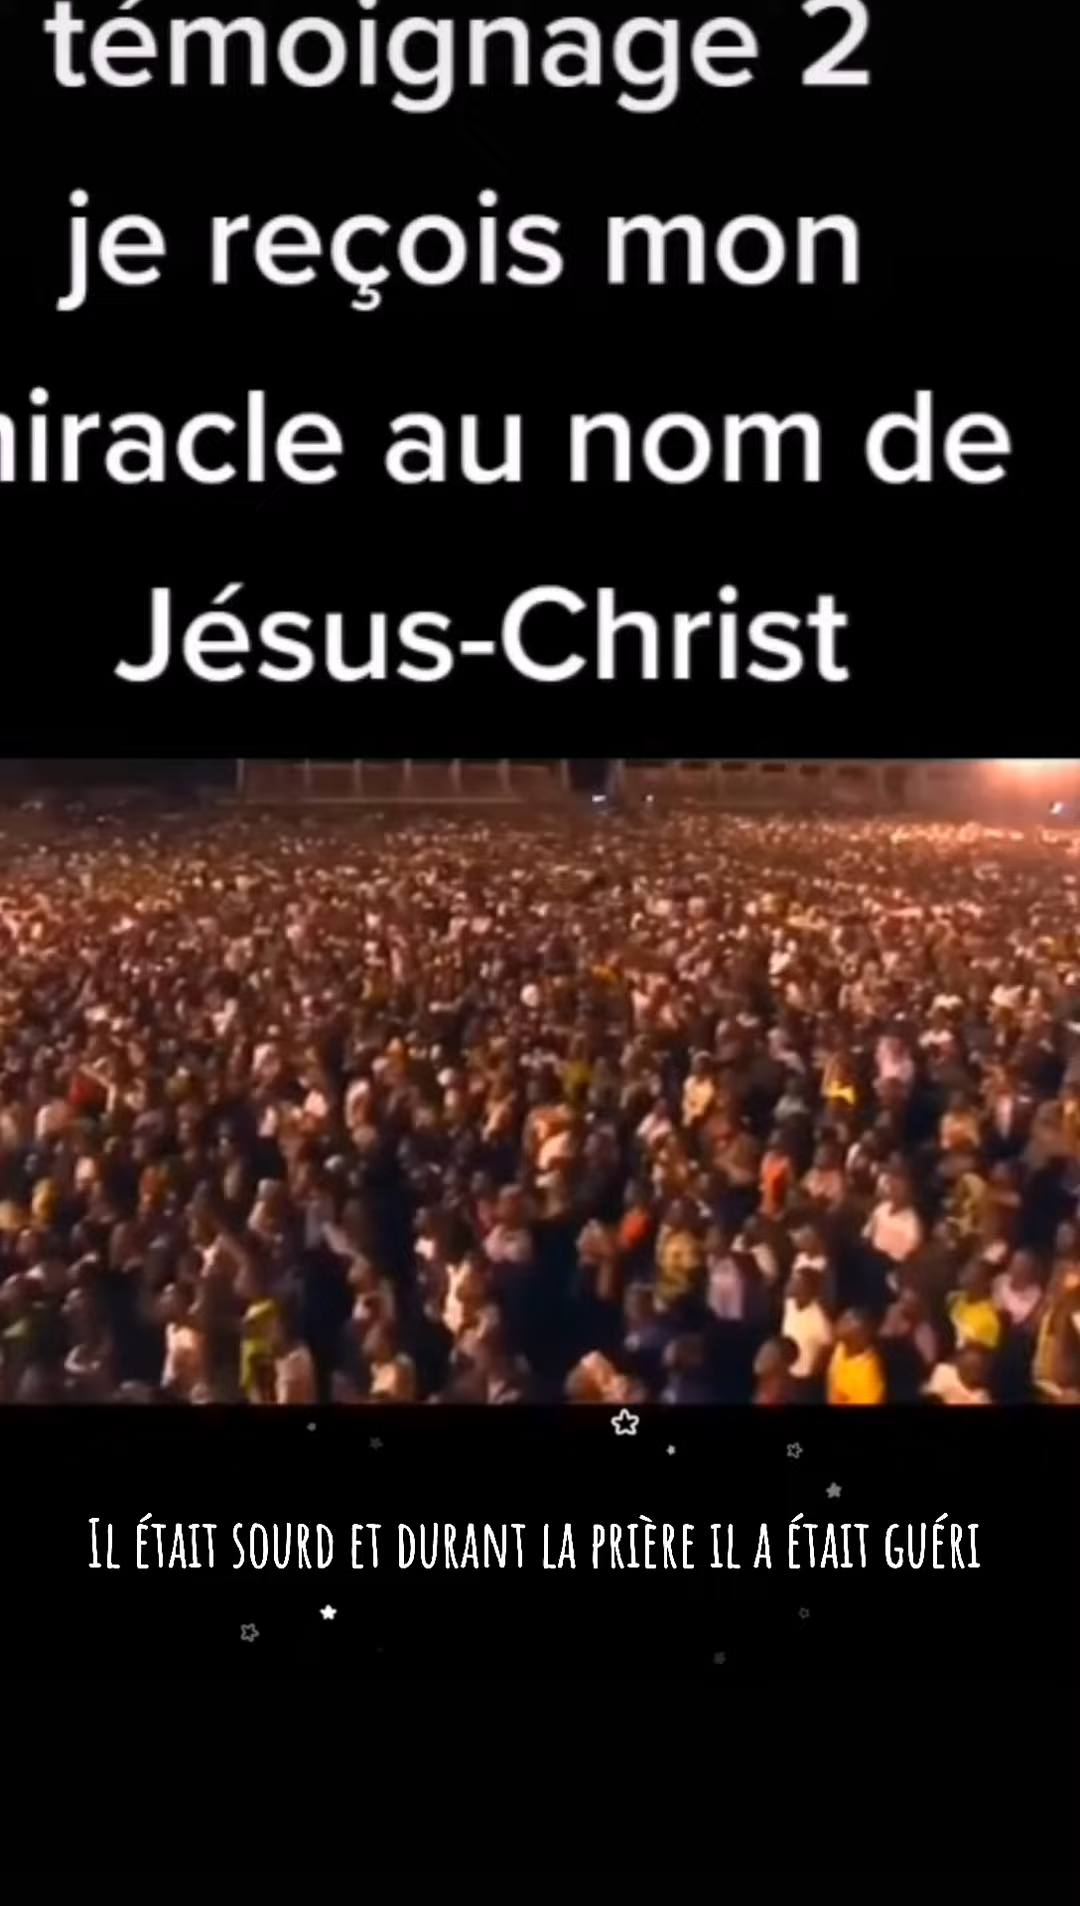 témoignage 2
je reçois mon
miracle au nom de
Jésus-Christ
Il était sourd et durant la prière il a était guéri